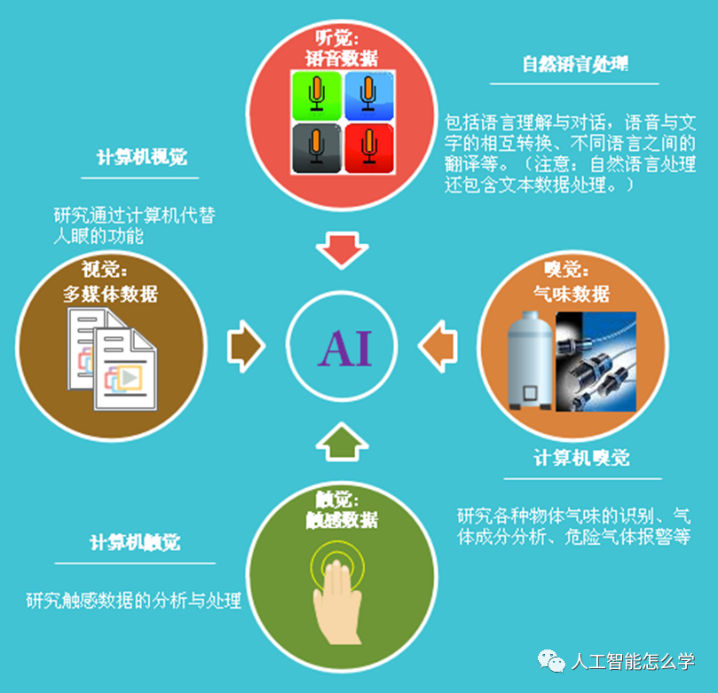 听觉：
语音数据
自然语言处理
包括语言理解与对话，语音与文
字的相互转换、不同语言之间的
翻译等。（注意：自然语言处理
还包含文本数据处理。）
计算机视觉
研究通过计算机代替
人眼的功能
视觉：
多媒体数据
AI
嗅觉：
气味数据
计算机嗅觉
研究各种物体气味的识别、气
体成分分析、危险气体报警等
触觉：
触感数据
计算机触觉
研究触感数据的分析与处理
人工智能怎么学